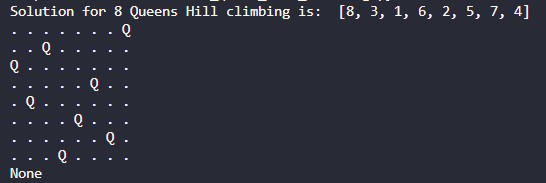 Solution for 8 Queens Hill climbing is:  [8, 3, 1, 6, 2, 5, 7, 4]
. . . . . . . Q
. . Q . . . . .
Q . . . . . . .
. . . . . Q . .
. Q . . . . . .
. . . . Q . . .
. . . . . . Q .
. . . Q . . . .
None